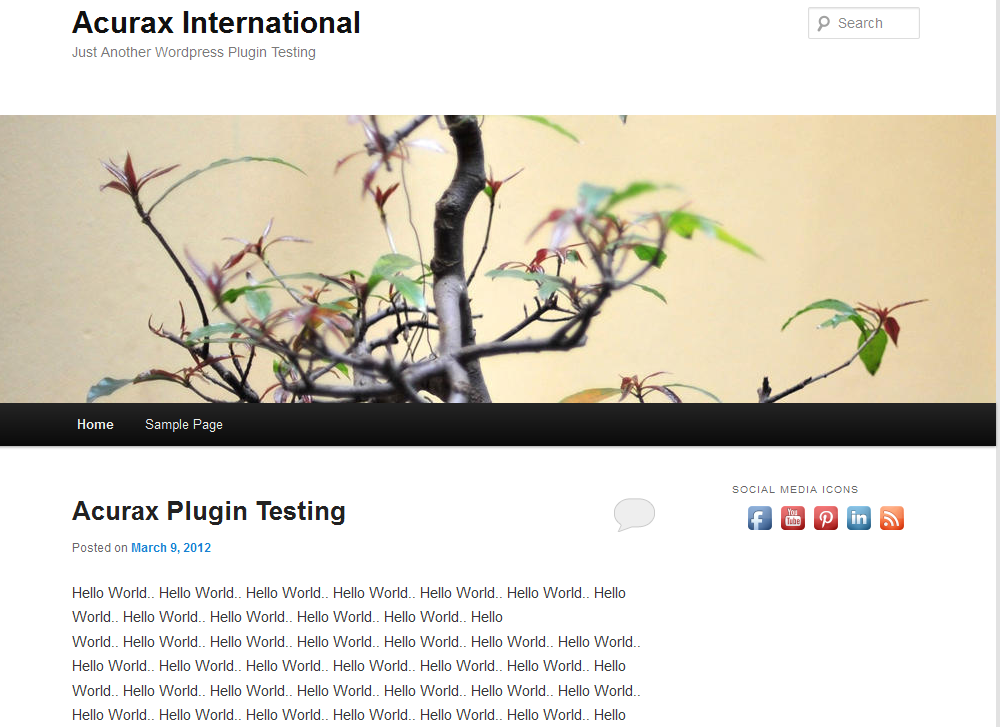 Acurax International
Just Another Wordpress Plugin Testing
Search
Home
Sample Page
Acurax Plugin Testing
Posted on March 9, 2012
Hello World.. Hello World.. Hello World.. Hello World.. Hello World.. Hello World.. Hello
World.. Hello World.. Hello World.. Hello World.. Hello World.. Hello
World.. Hello World.. Hello World.. Hello World.. Hello World.. Hello World.. Hello World..
Hello World.. Hello World.. Hello World.. Hello World.. Hello World.. Hello World.. Hello
World.. Hello World.. Hello World.. Hello World.. Hello World.. Hello World.. Hello World..
Hello World.. Hello World.. Hello World.. Hello World.. Hello World.. Hello World.. Hello
SOCIAL MEDIA ICONS
f
You
Tube
P
in